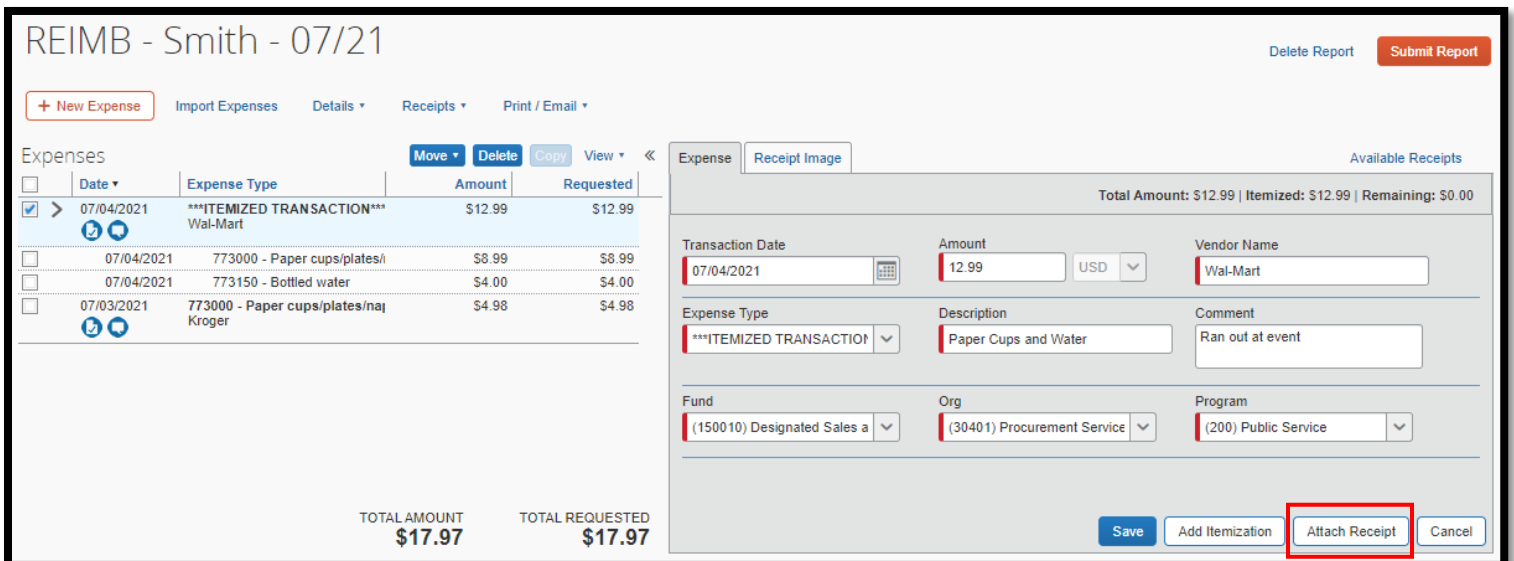 REIMB - Smith - 07/21
Delete Report Submit Report
+ New Expense Import Expenses Details Receipts Print / Email
Expenses
Move Delete Copy View «
Date Expense Type Amount Requested
07/04/2021 ***ITEMIZED TRANSACTION*** $12.99 $12.99
Wal-Mart
07/04/2021 773000 - Paper cups/plates/ $8.99 $8.99
07/04/2021 773150 - Bottled water $4.00 $4.00
07/03/2021 773000 - Paper cups/plates/nap $4.98 $4.98
Kroger
TOTAL AMOUNT TOTAL REQUESTED
$17.97 $17.97
Expense Receipt Image Available Receipts
Total Amount: $12.99 | Itemized: $12.99 | Remaining: $0.00
Transaction Date Amount Vendor Name
07/04/2021 12.99 USD Wal-Mart
Expense Type Description Comment
***ITEMIZED TRANSACTION Paper Cups and Water Ran out at event
Fund Org Program
(150010) Designated Sales a (30401) Procurement Service (200) Public Service
Save Add Itemization Attach Receipt Cancel